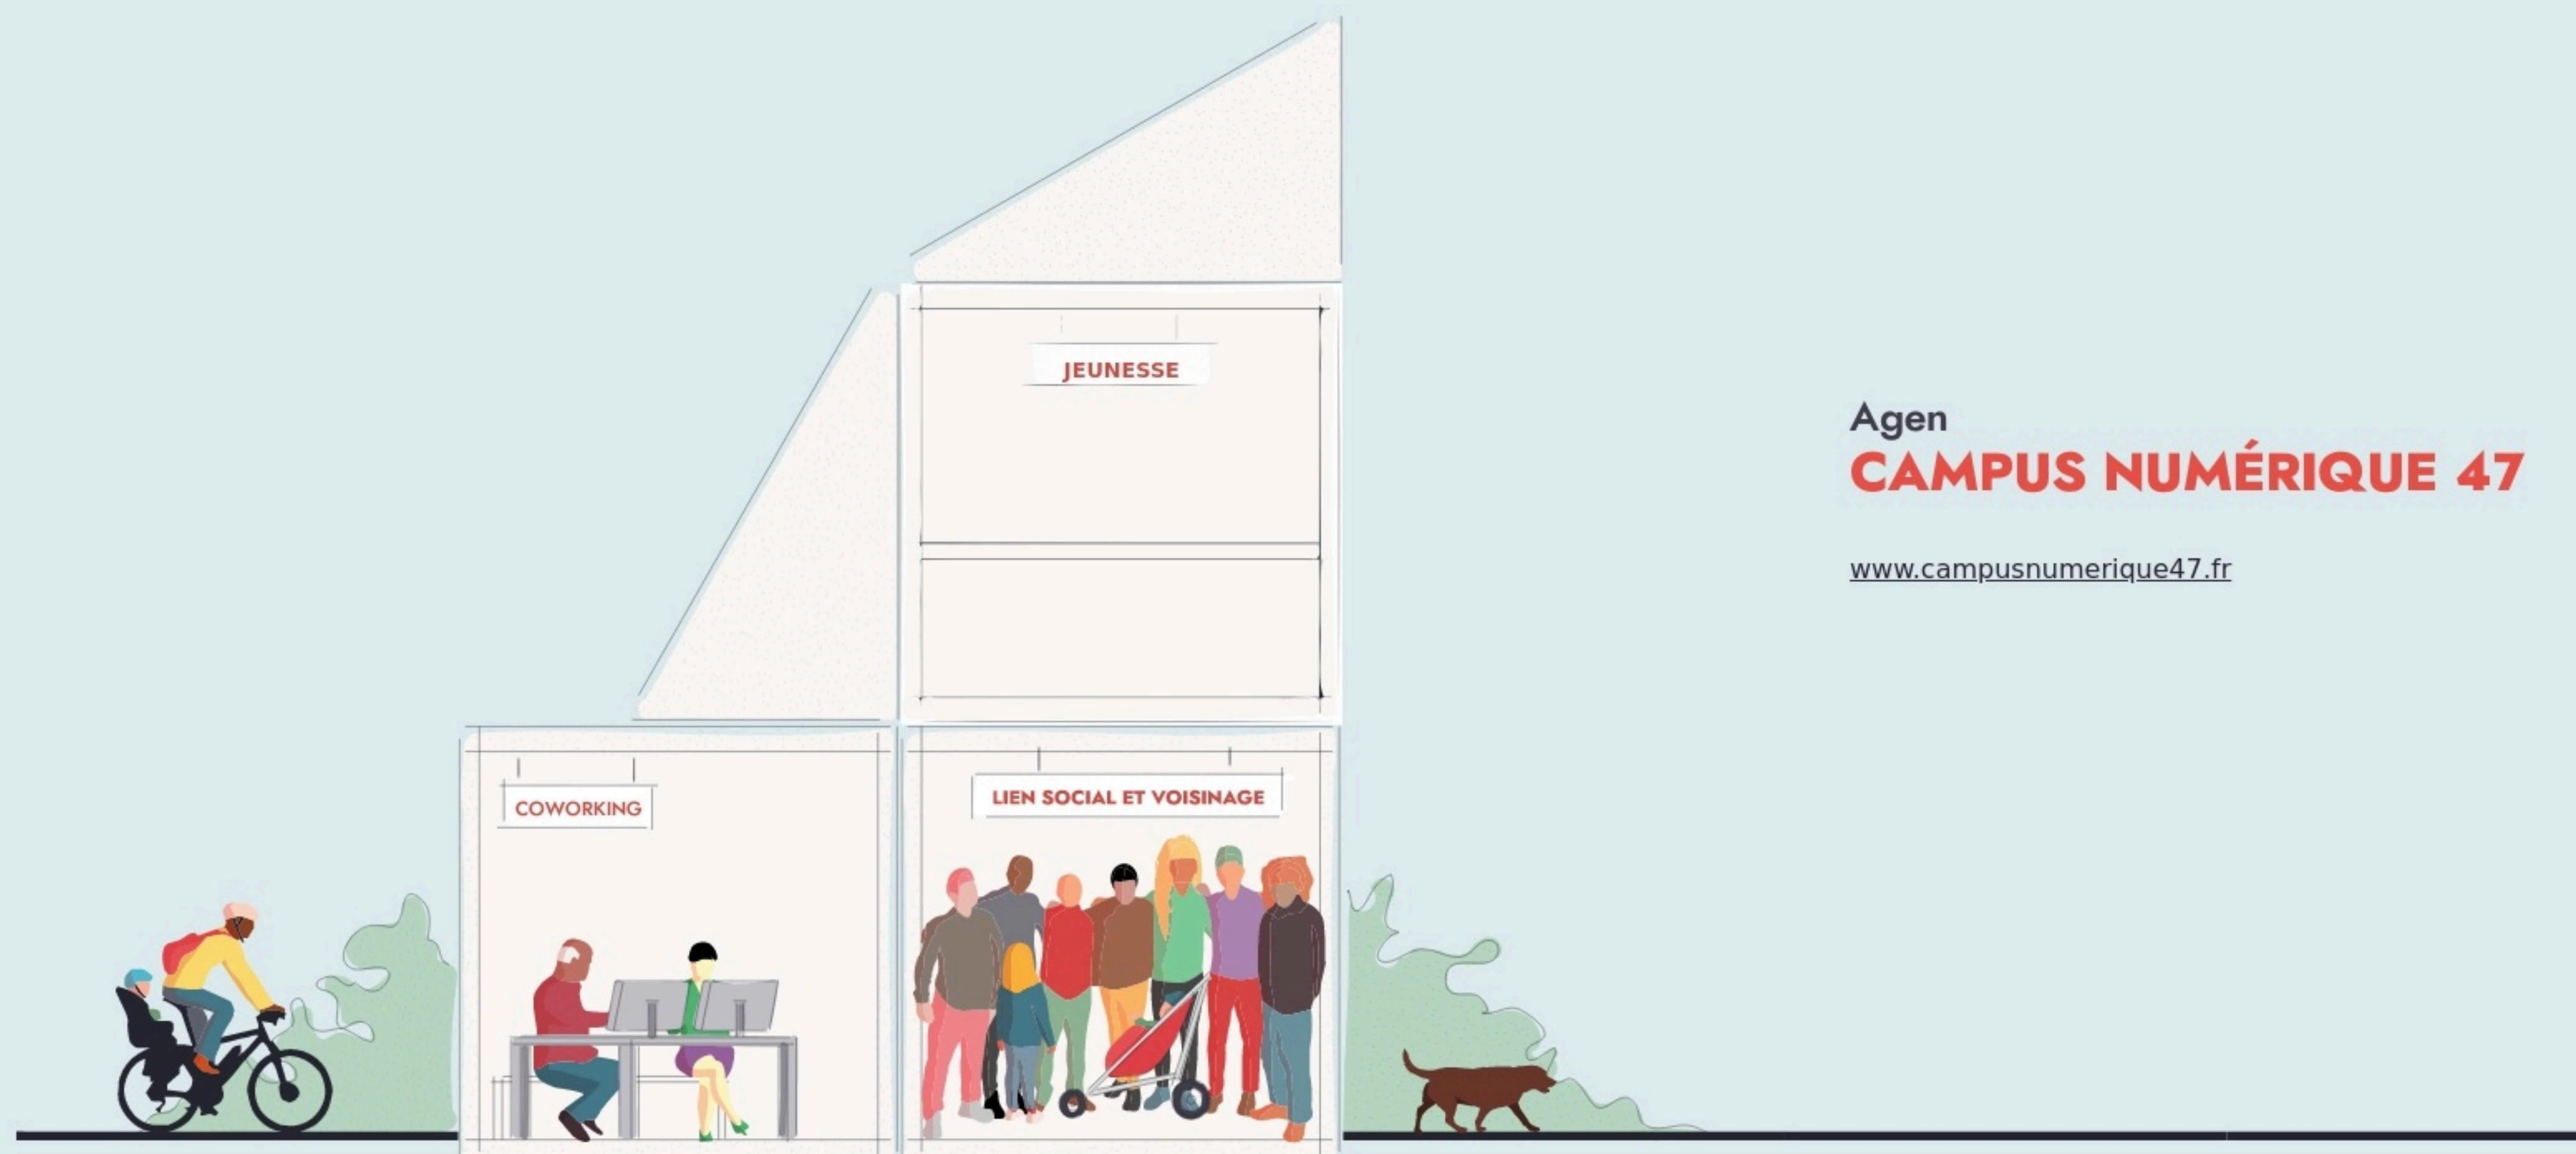 JEUNESSE
Agen
CAMPUS NUMÉRIQUE 47
www.campusnumerique47.fr
COWORKING
LIEN SOCIAL ET VOISINAGE